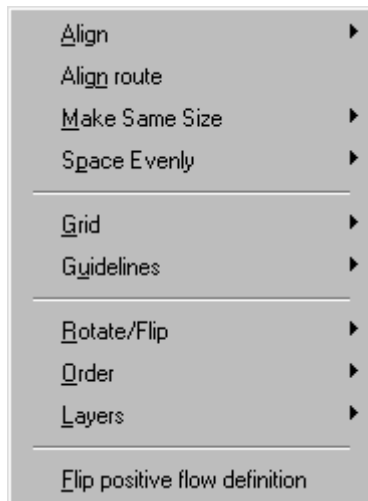 Align
Align route
Make Same Size
Space Evenly
Grid
Guidelines
Rotate/Flip
Order
Layers
Flip positive flow definition